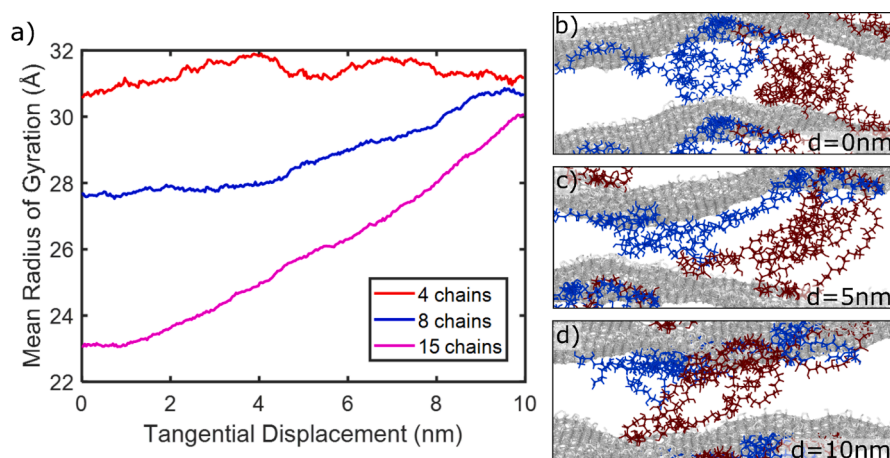 a)
32
30
28
26
24
22
Mean Radius of Gyration (Å)
0
2
4
6
8
10
Tangential Displacement (nm)
4 chains
8 chains
15 chains
b)
d=0nm
c)
d=5nm
d)
d=10nm